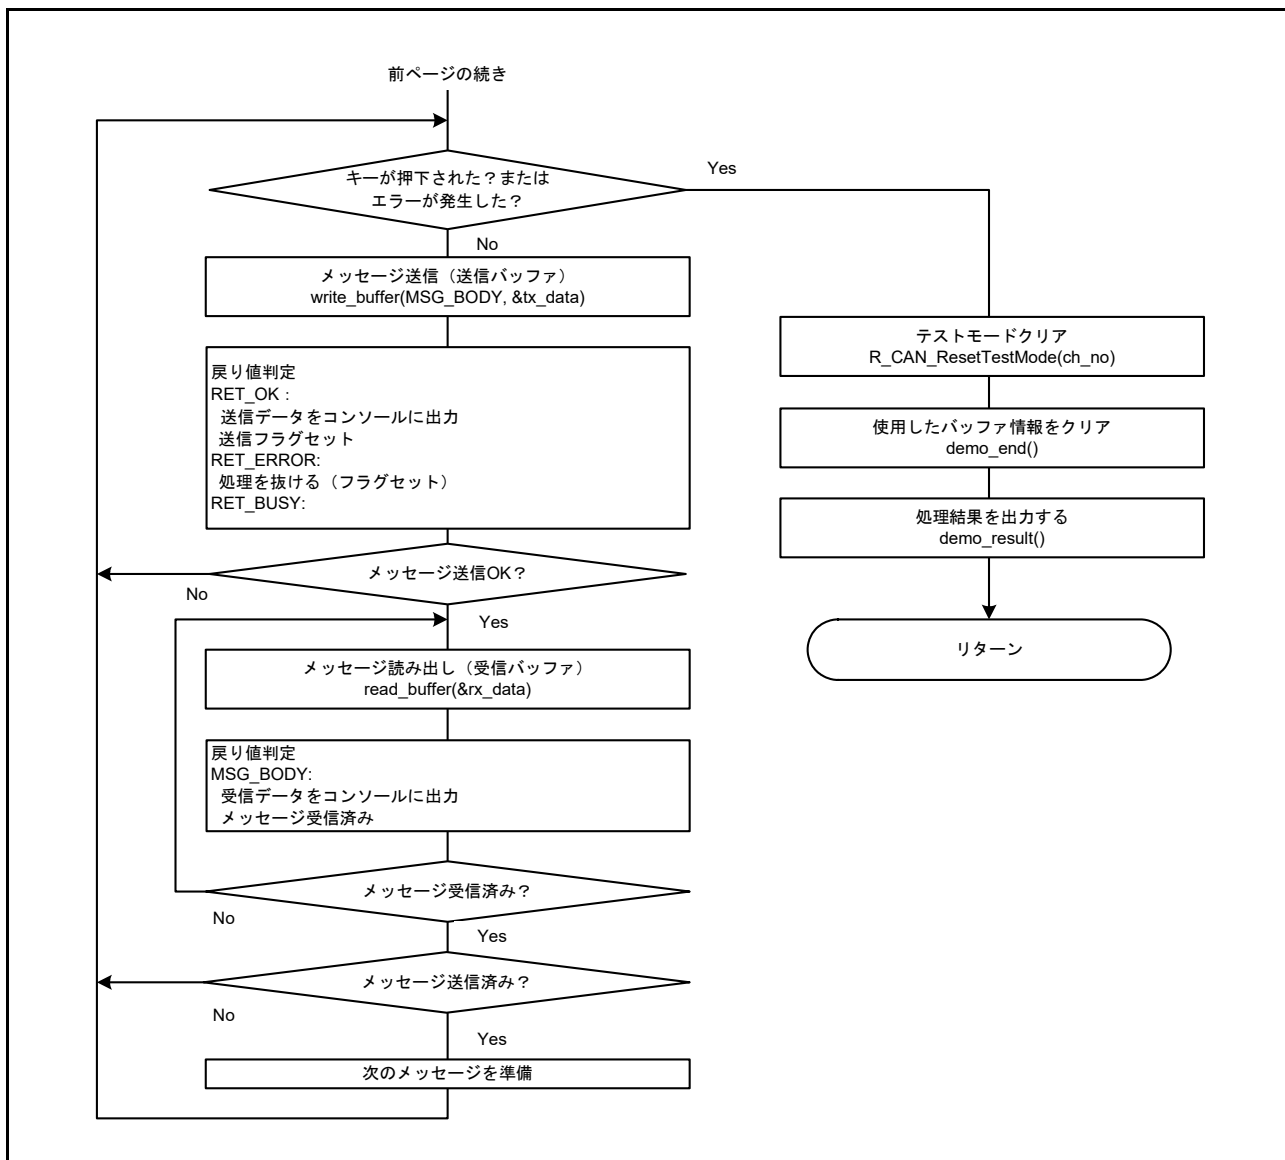 前ページの続き
キーが押下された？または
エラーが発生した？
Yes
No
メッセージ送信（送信バッファ）
write_buffer(MSG_BODY, &tx_data)
戻り値判定
RET_OK :
送信データをコンソールに出力
送信フラグセット
RET_ERROR:
処理を抜ける（フラグセット）
RET_BUSY:
メッセージ送信OK？
No
Yes
メッセージ読み出し（受信バッファ）
read_buffer(&rx_data)
戻り値判定
MSG_BODY:
受信データをコンソールに出力
メッセージ受信済み
メッセージ受信済み？
No
Yes
メッセージ送信済み？
No
Yes
次のメッセージを準備
テストモードクリア
R_CAN_ResetTestMode(ch_no)
使用したバッファ情報をクリア
demo_end()
処理結果を出力する
demo_result()
リターン